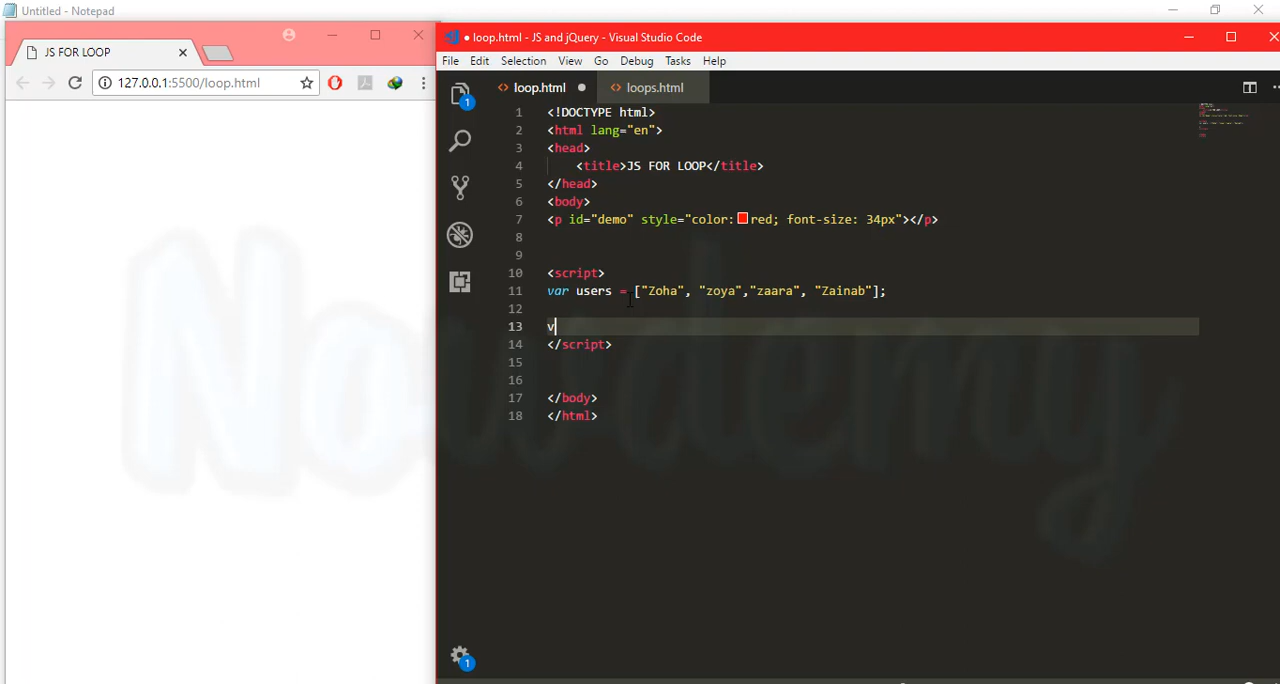 Untitled - Notepad
JS FOR LOOP
127.0.0.1:5500/loop.html
loop.html - JS and jQuery - Visual Studio Code
File Edit Selection View Go Debug Tasks Help
loop.html loops.html
1 <!DOCTYPE html>
2 <html lang="en">
3 <head>
4 <title>JS FOR LOOP</title>
5 </head>
6 <body>
7 <p id="demo" style="color:red; font-size: 34px"></p>
8
9
10 <script>
11 var users = ["Zoha", "zoya","zaara", "Zainab"];
12
13 v
14 </script>
15
16
17 </body>
18 </html>
1
1
Nowdemy